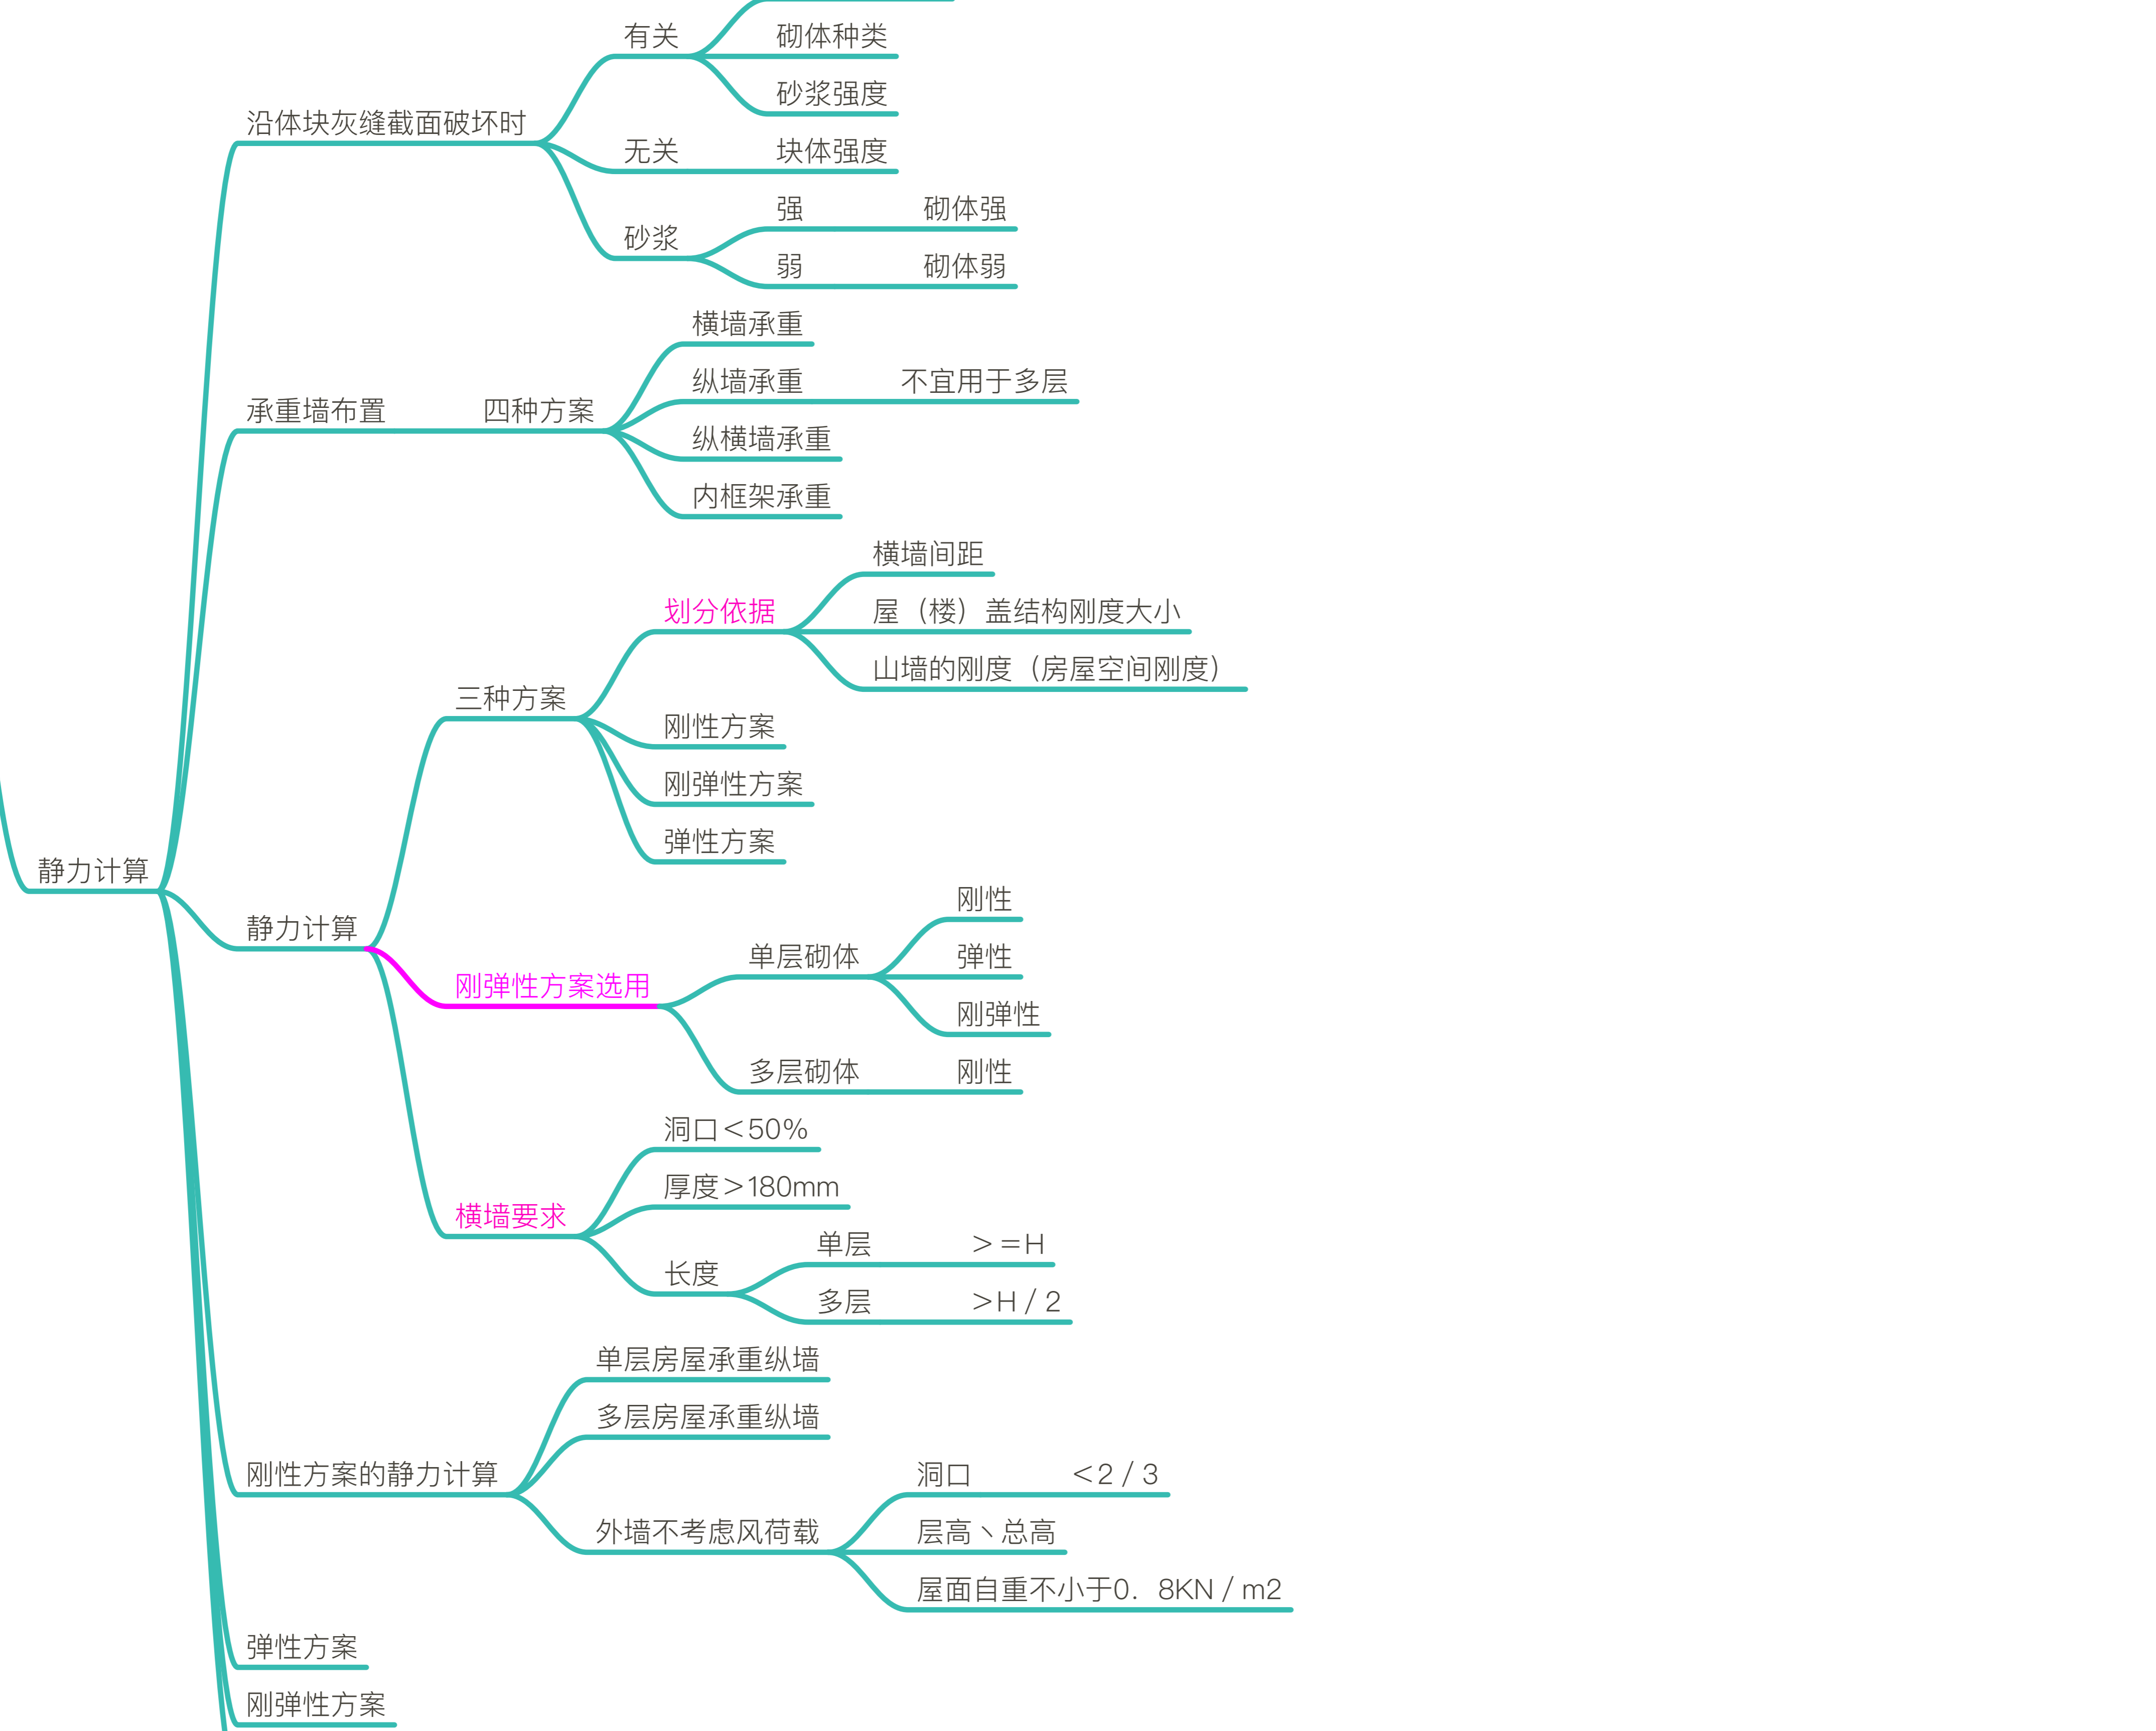 有关
砌体种类
砂浆强度
沿体块灰缝截面破坏时
无关
块体强度
强
砌体强
砂浆
弱
砌体弱
横墙承重
纵墙承重
不宜用于多层
承重墙布置
四种方案
纵横墙承重
内框架承重
横墙间距
划分依据
屋（楼）盖结构刚度大小
山墙的刚度（房屋空间刚度）
三种方案
刚性方案
刚弹性方案
弹性方案
静力计算
静力计算
刚性
单层砌体
弹性
刚弹性方案选用
刚弹性
多层砌体
刚性
洞口<50%
厚度>180mm
横墙要求
单层
>=H
长度
多层
>H/2
单层房屋承重纵墙
多层房屋承重纵墙
刚性方案的静力计算
洞口
<2/3
外墙不考虑风荷载
层高、总高
屋面自重不小于0．8KN/m2
弹性方案
刚弹性方案